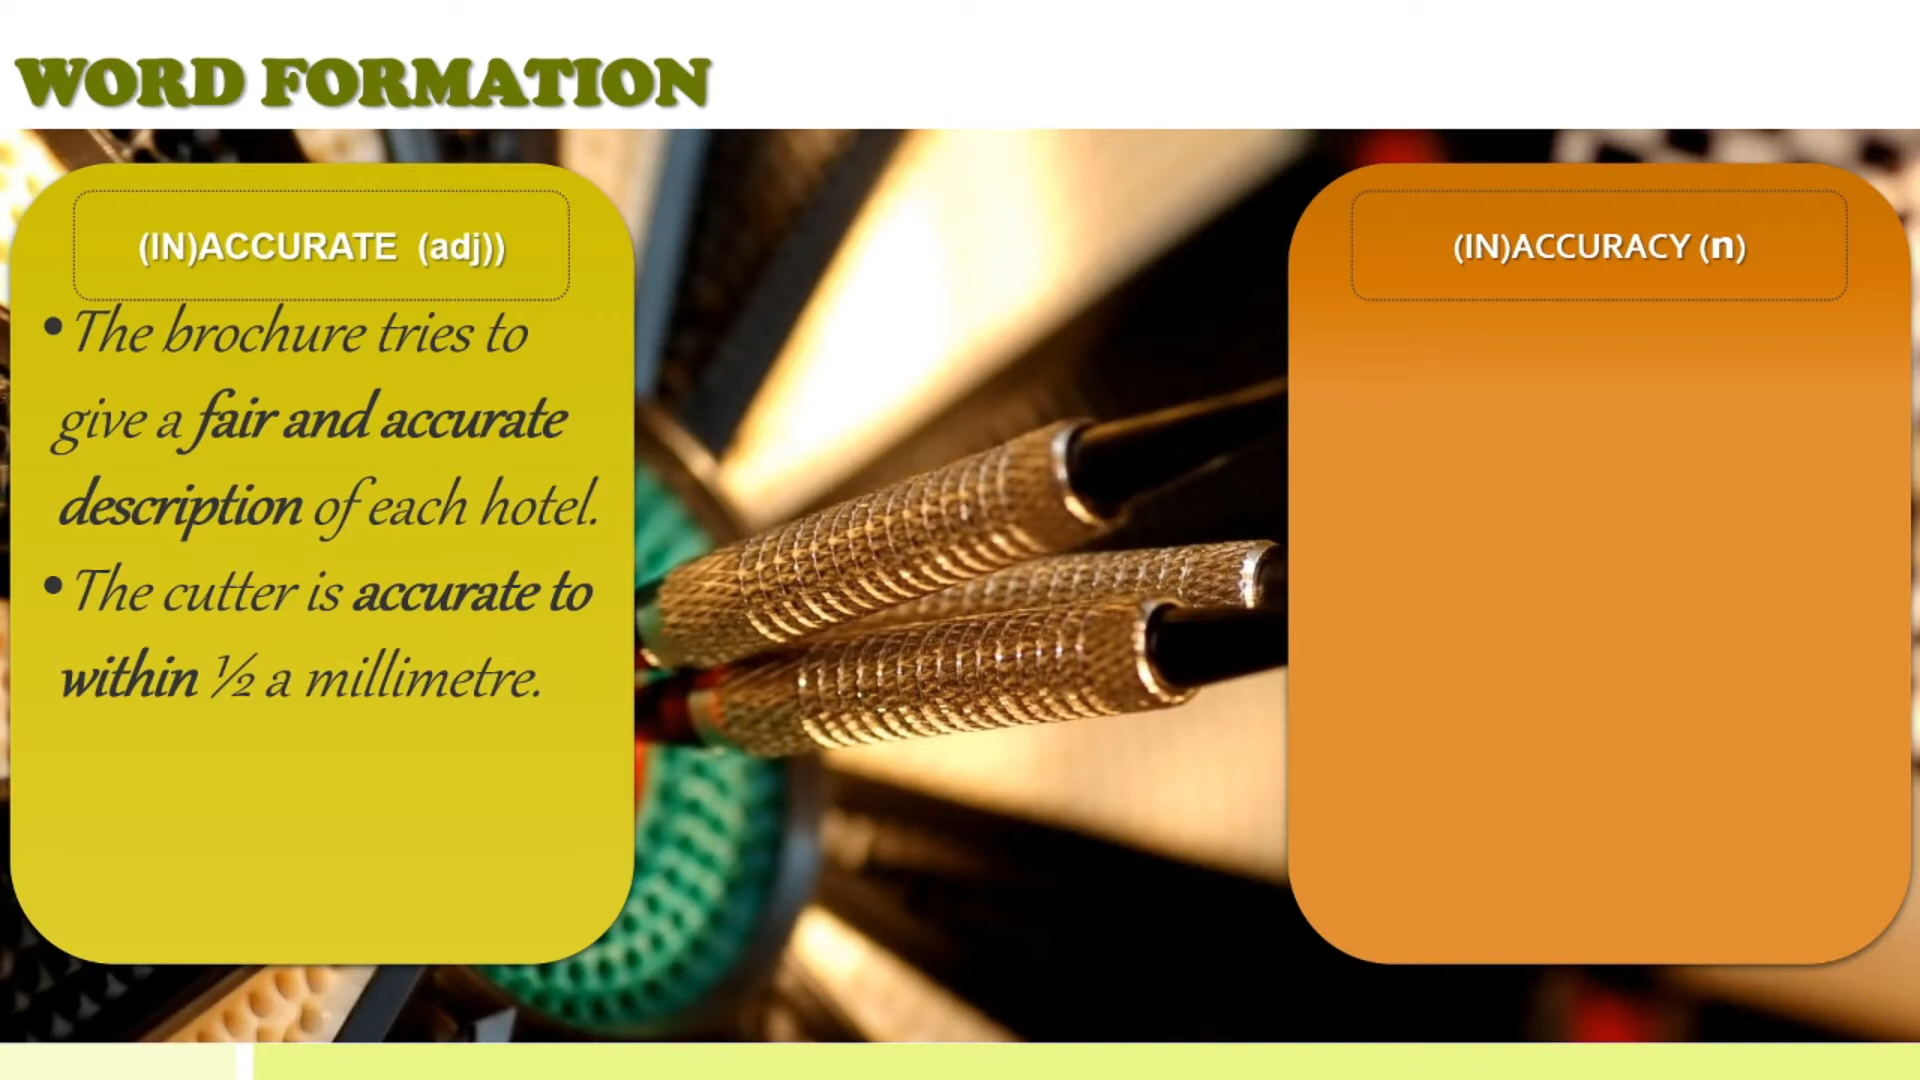 WORD FORMATION
(IN)ACCURATE (adj))
• The brochure tries to
give a fair and accurate
description of each hotel.
• The cutter is accurate to
within ½ a millimetre.
(IN)ACCURACY (n)